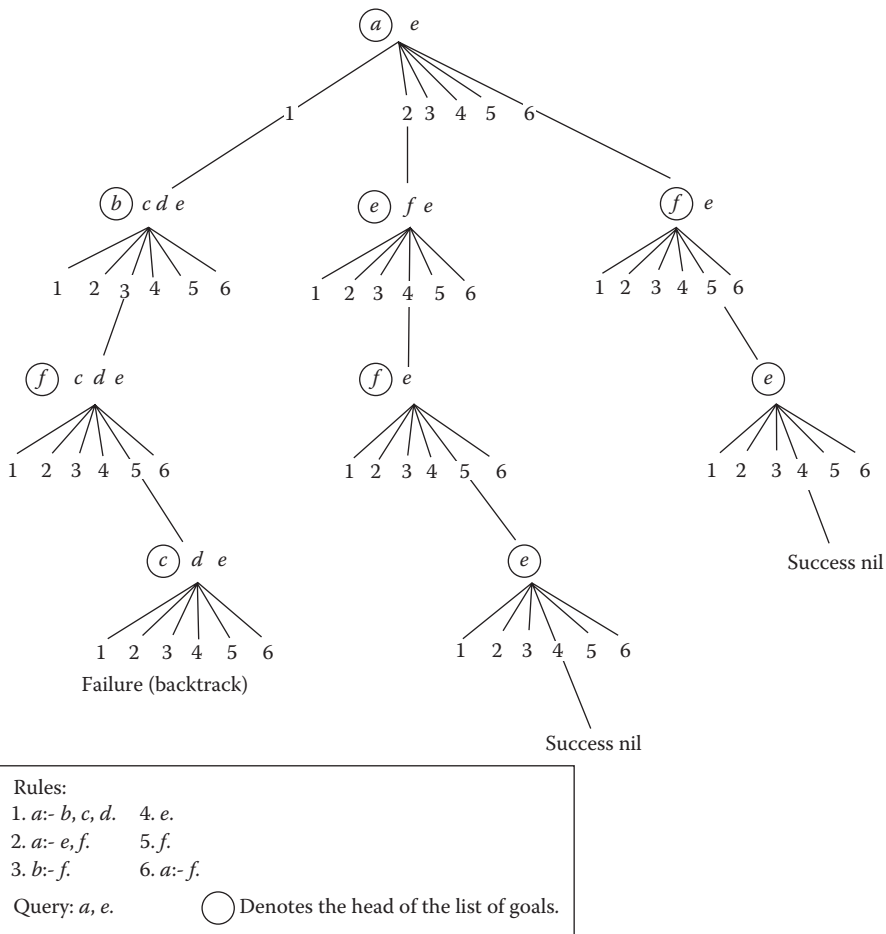 a e
1 2 3 4 5 6
b c d e e f e f e
1 2 3 4 5 6 1 2 3 4 5 6 1 2 3 4 5 6
f c d e f e e
1 2 3 4 5 6 1 2 3 4 5 6 1 2 3 4 5 6
c d e e Success nil
1 2 3 4 5 6 1 2 3 4 5 6
Failure (backtrack)
Success nil
Rules:
1. a:- b, c, d. 4. e.
2. a:- e, f. 5. f.
3. b:- f. 6. a:- f.
Query: a, e. Denotes the head of the list of goals.